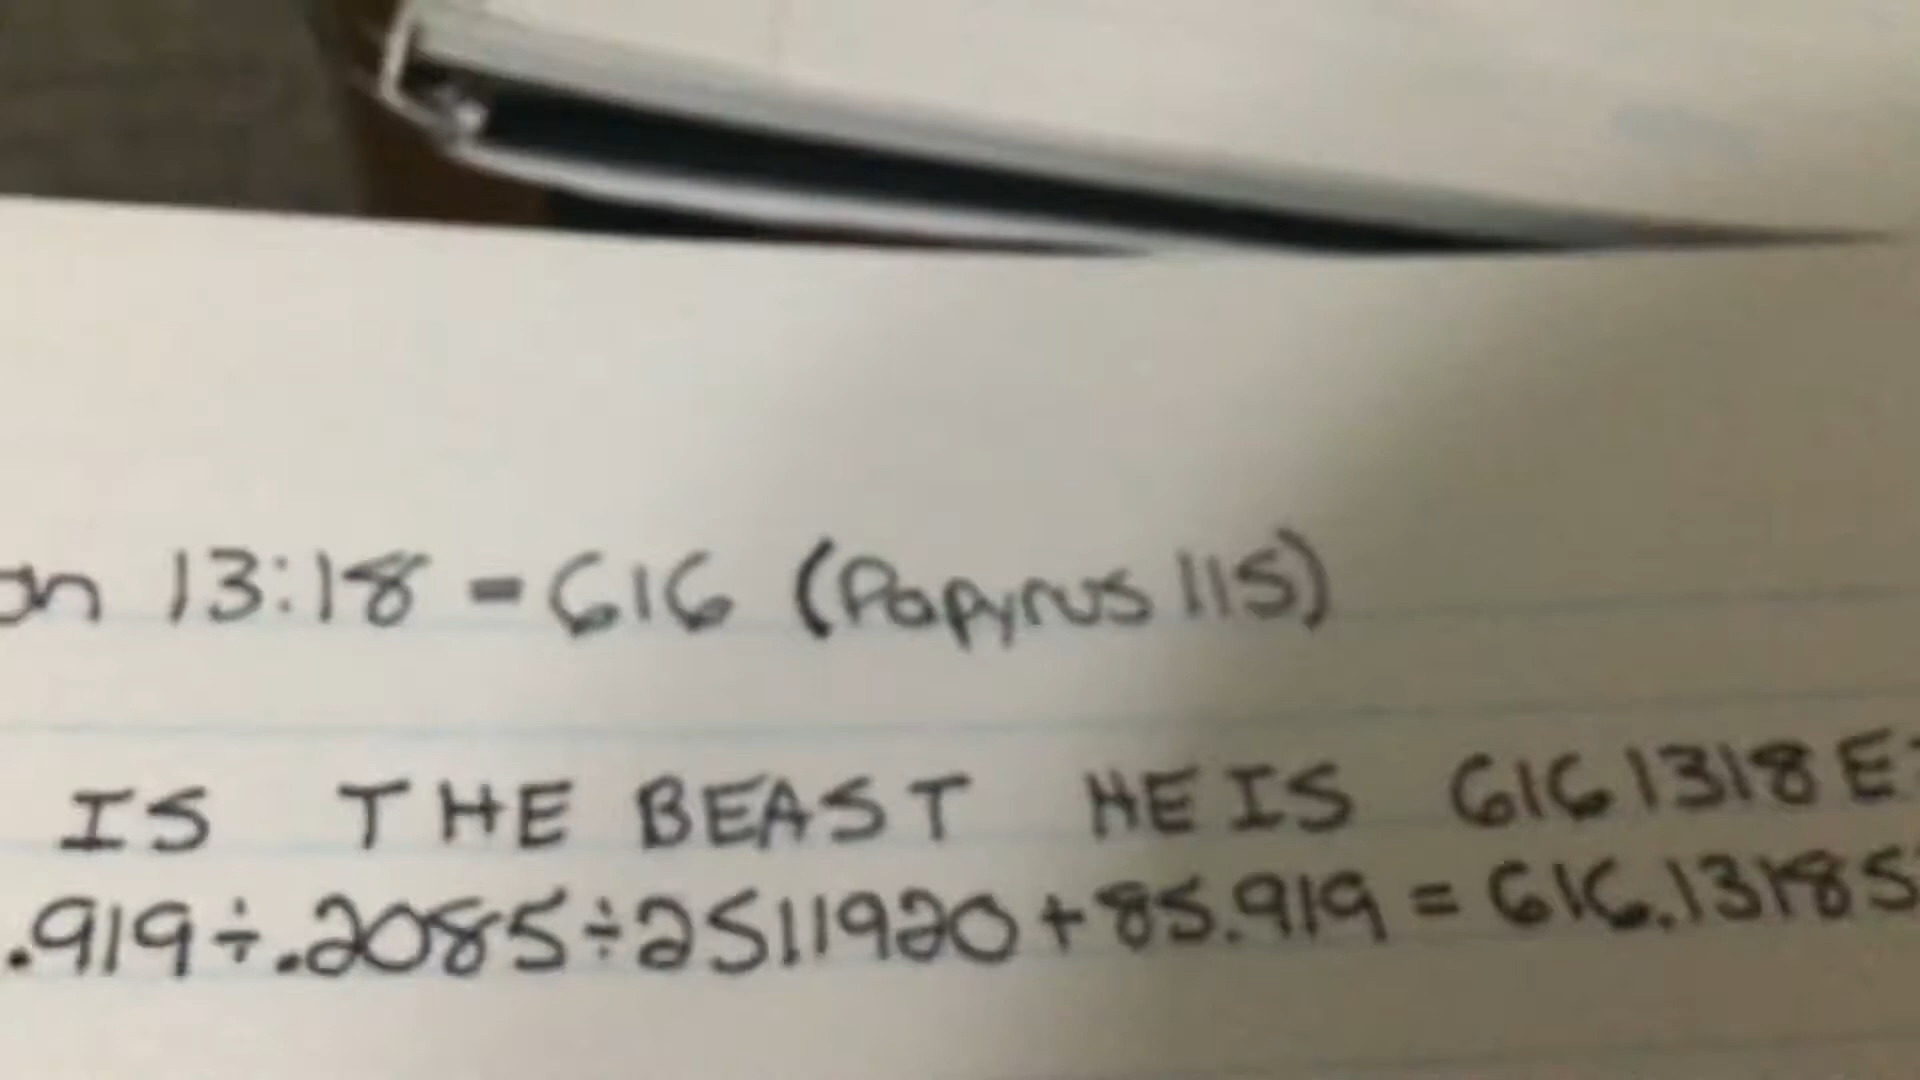 on 13:18 = 616 (Papyrus 115)
IS THE BEAST HE IS 616 1318 E
.919÷.2085÷2511920+85.919=616.13185